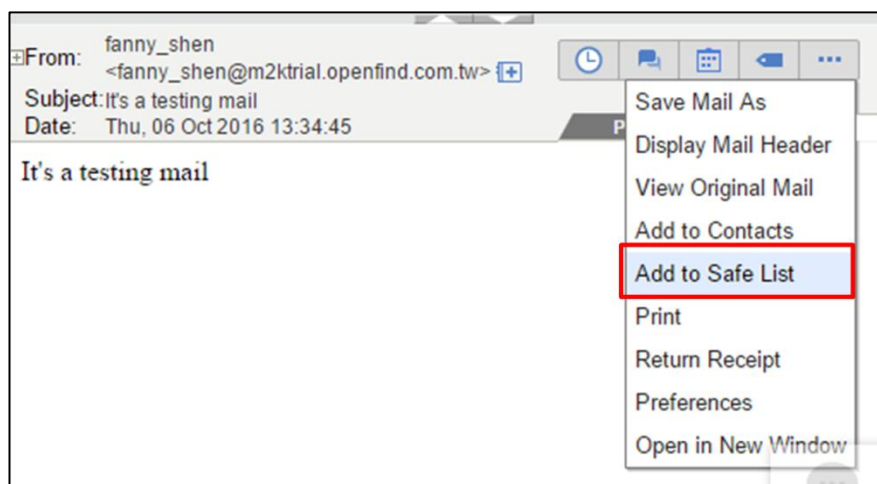 From: fanny_shen
<fanny_shen@m2ktrial.openfind.com.tw>
Subject: It's a testing mail
Date: Thu, 06 Oct 2016 13:34:45
It's a testing mail
Save Mail As
Display Mail Header
View Original Mail
Add to Contacts
Add to Safe List
Print
Return Receipt
Preferences
Open in New Window